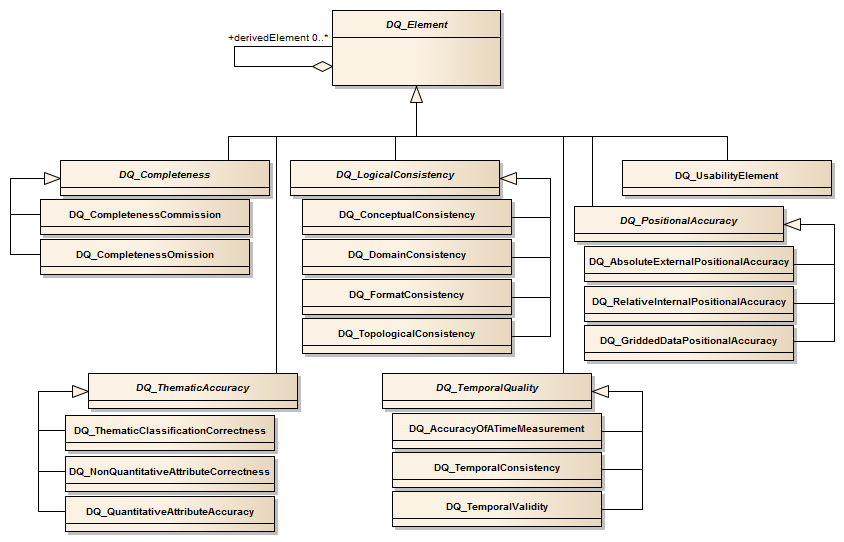 DQ_Element
+derivedElement 0..*
DQ_Completeness
DQ_CompletenessCommission
DQ_CompletenessOmission
DQ_LogicalConsistency
DQ_ConceptualConsistency
DQ_DomainConsistency
DQ_FormatConsistency
DQ_TopologicalConsistency
DQ_UsabilityElement
DQ_PositionalAccuracy
DQ_AbsoluteExternalPositionalAccuracy
DQ_RelativeInternalPositionalAccuracy
DQ_GriddedDataPositionalAccuracy
DQ_ThematicAccuracy
DQ_ThematicClassificationCorrectness
DQ_NonQuantitativeAttributeCorrectness
DQ_QuantitativeAttributeAccuracy
DQ_TemporalQuality
DQ_AccuracyOfATimeMeasurement
DQ_TemporalConsistency
DQ_TemporalValidity